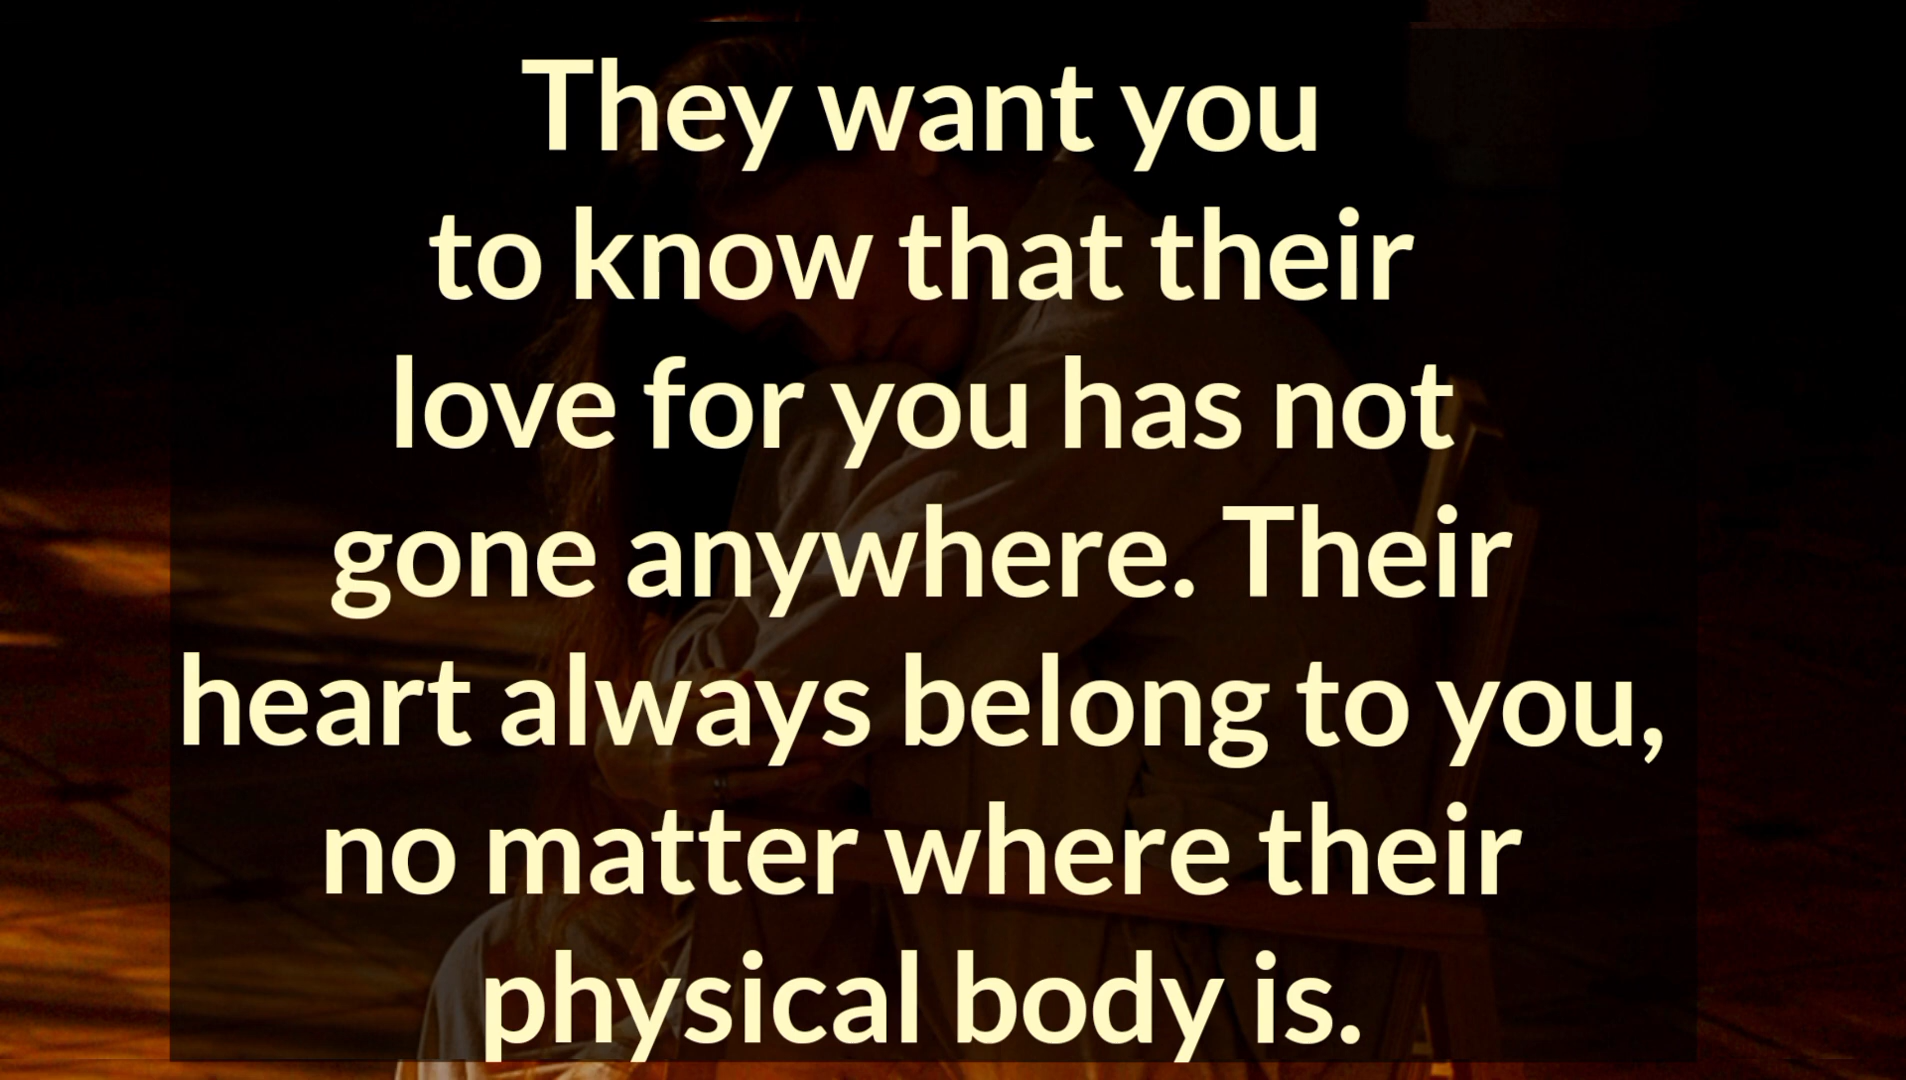 They want you
to know that their
love for you has not
gone anywhere. Their
heart always belong to you,
no matter where their
physical body is.